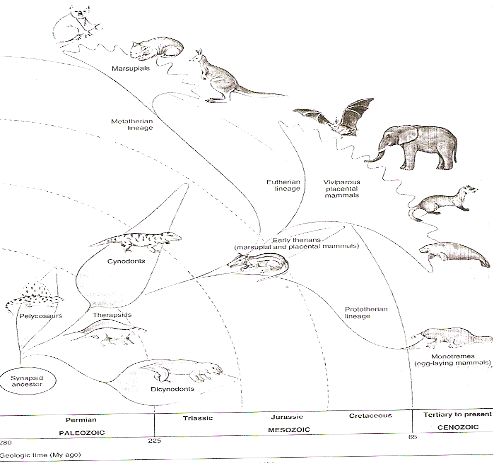 Marsupials
Metatherian
lineage
Eutherian
lineage
Viviparous
placental
mammals
Early therians
(marsupial and placental mammals)
Cynodonts
Prototherian
lineage
Pelycosaurs
Therapsids
Monotremes
(egg-laying mammals)
Synapsid
ancestor
Dicynodonts
Permian
Triassic
Jurassic
Cretaceous
Tertiary to present
PALEOZOIC
MESOZOIC
CENOZOIC
280
225
65
Geologic time (My ago)